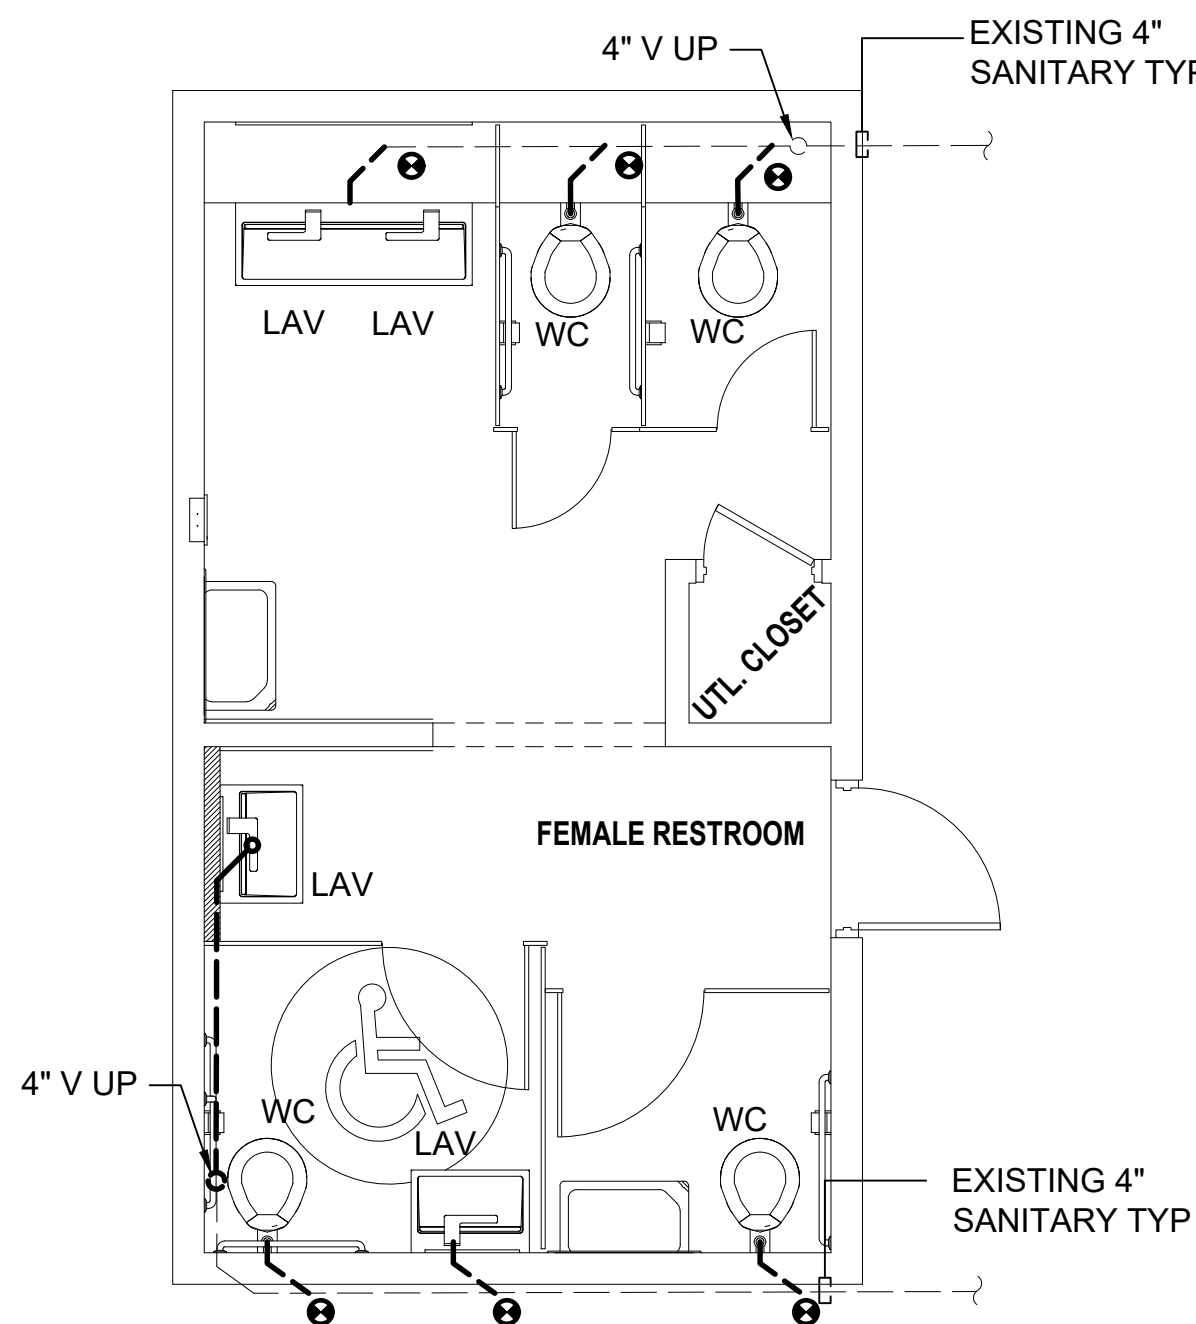 4" V UP
EXISTING 4"
SANITARY TYP
LAV
LAV
WC
WC
UTL. CLOSET
FEMALE RESTROOM
LAV
4" V UP
WC
LAV
WC
EXISTING 4"
SANITARY TYP